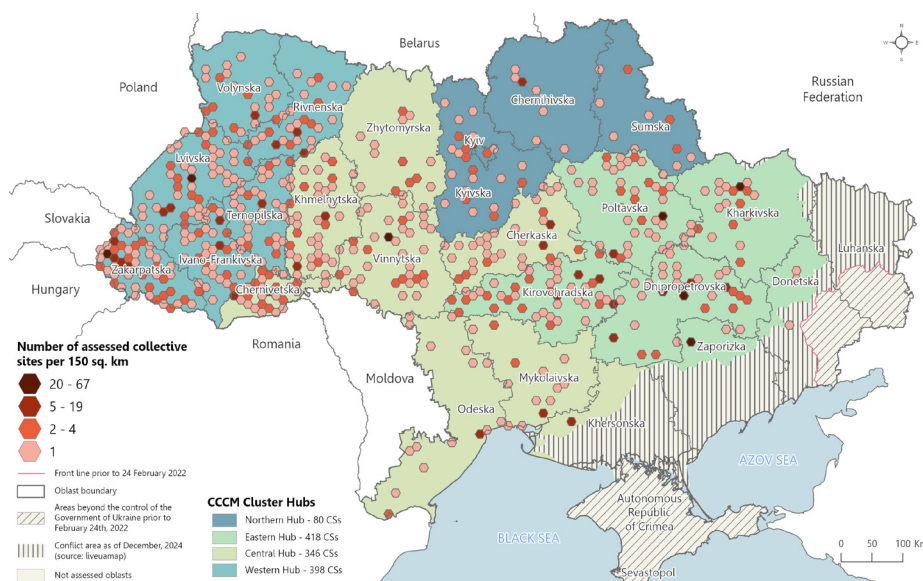 Belarus
Poland
Russian
Federation
N
W
E
S
Volynska
Rivnenska
Zhytomyrska
Chernihivska
Kyiv
Sumska
Lvivska
Kyivska
Khmelnytska
Ternopilska
Poltavska
Kharkivska
Slovakia
Cherkaska
Luhanska
Zakarpatska
Ivano-Frankivska
Vinnytska
Hungary
Chernivetska
Kirovohradska
Dnipropetrovska
Donetska
Romania
Zaporizka
Moldova
Mykolaivska
Odeska
Khersonska
AZOV SEA
Autonomous
Republic
of Crimea
BLACK SEA
Sevastopol
Number of assessed collective
sites per 150 sq. km
20 - 67
5 - 19
2 - 4
1
Front line prior to 24 February 2022
Oblast boundary
Areas beyond the control of the
Government of Ukraine prior to
February 24th, 2022
Conflict area as of December, 2024
(source: liveuamap)
Not assessed oblasts
CCCM Cluster Hubs
Northern Hub - 80 CSs
Eastern Hub - 418 CSs
Central Hub - 346 CSs
Western Hub - 398 CSs
0 50 100